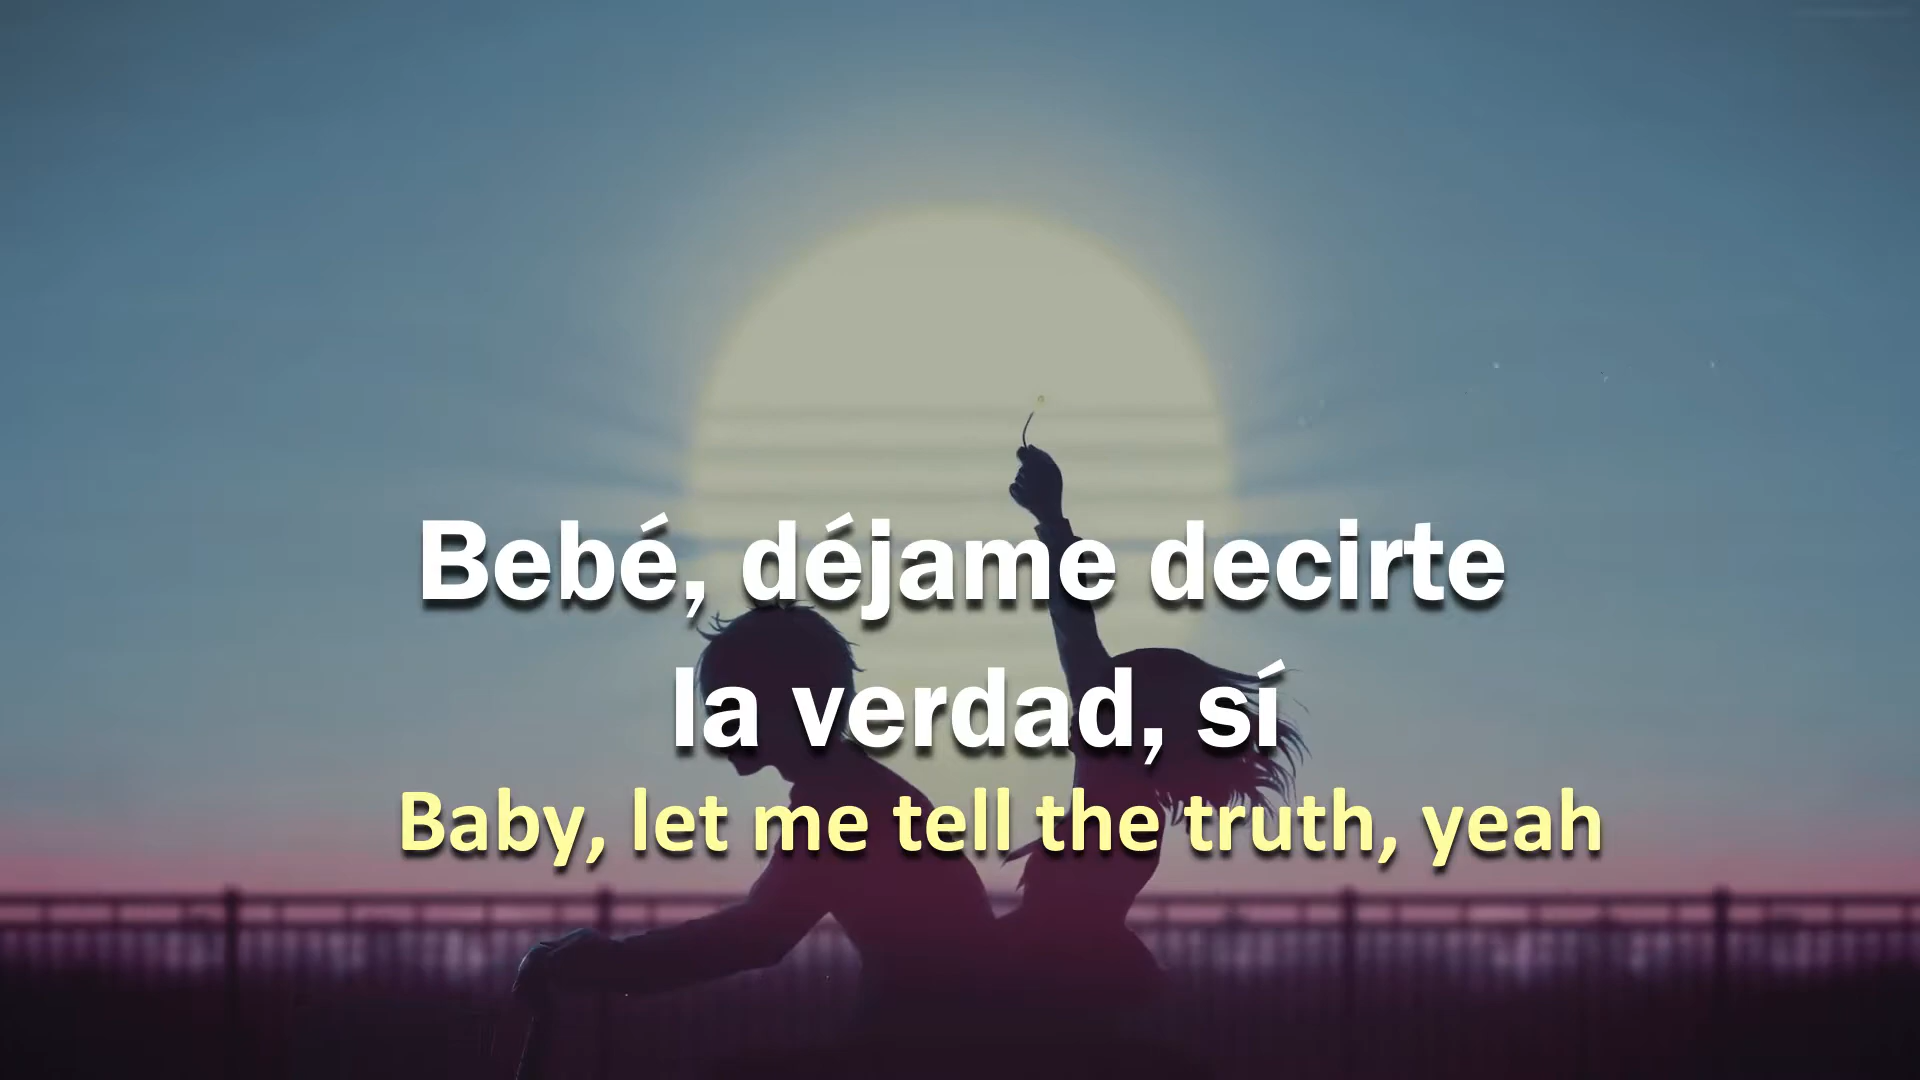 Bebé, déjame decirte
la verdad, sí
Baby, let me tell the truth, yeah